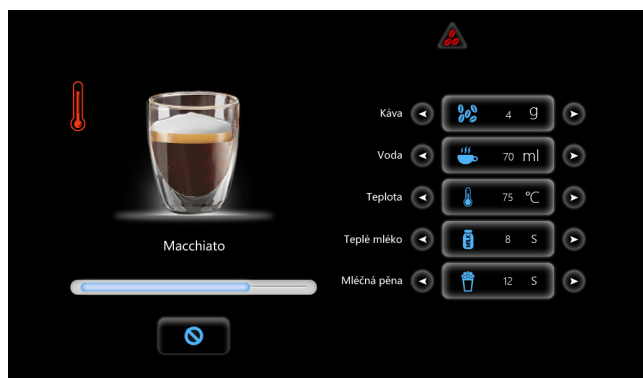 Káva 4 g
Voda 70 ml
Teplota 75 °C
Teplé mléko 8 S
Mléčná pěna 12 S
Macchiato